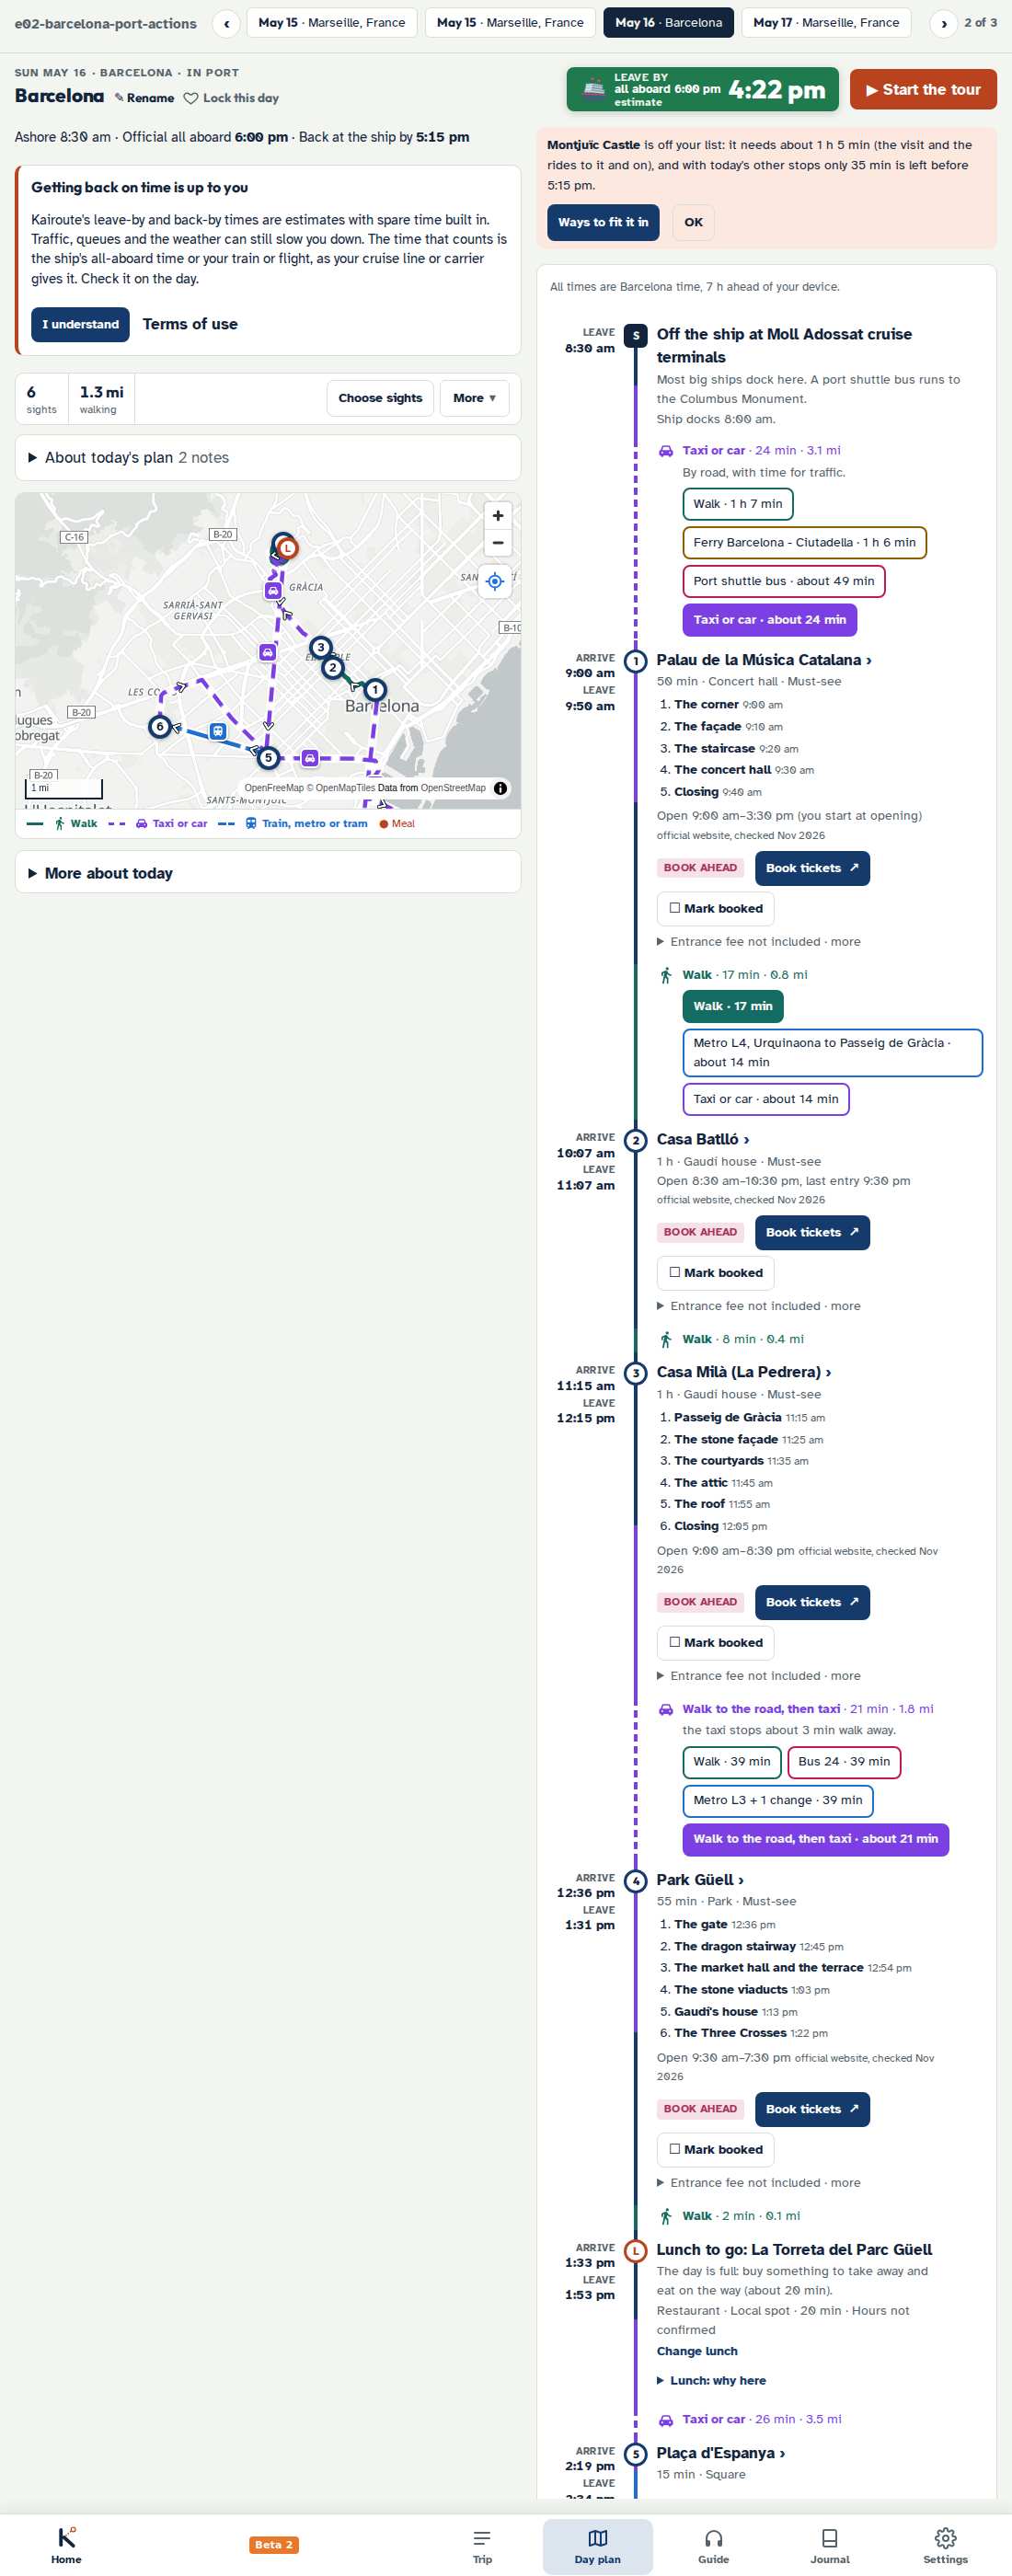 e02-barcelona-port-actions
‹
May 15 · Marseille, France
May 15 · Marseille, France
May 16 · Barcelona
May 17 · Marseille, France
›
2 of 3
SUN MAY 16 · BARCELONA · IN PORT
Barcelona
✎ Rename
Lock this day
LEAVE BY
all aboard 6:00 pm
estimate
4:22 pm
▶ Start the tour
Ashore 8:30 am · Official all aboard 6:00 pm · Back at the ship by 5:15 pm
Getting back on time is up to you
Kairoute's leave-by and back-by times are estimates with spare time built in.
Traffic, queues and the weather can still slow you down. The time that counts is
the ship's all-aboard time or your train or flight, as your cruise line or carrier
gives it. Check it on the day.
I understand
Terms of use
6
sights
1.3 mi
walking
Choose sights
More ▾
▶ About today's plan 2 notes
C-16
B-20
GRÀCIA
SARRIÀ-SANT
GERVASI
B-20
B-20
1 mi
L
3
2
1
6
5
+
−
SANTS-MONTJUÏC
OpenFreeMap © OpenMapTiles Data from OpenStreetMap
Walk
Taxi or car
Train, metro or tram
Meal
▶ More about today
Montjuïc Castle is off your list: it needs about 1 h 5 min (the visit and the
rides to it and on), and with today's other stops only 35 min is left before
5:15 pm.
Ways to fit it in
OK
All times are Barcelona time, 7 h ahead of your device.
LEAVE
8:30 am
S
Off the ship at Moll Adossat cruise
terminals
Most big ships dock here. A port shuttle bus runs to
the Columbus Monument.
Ship docks 8:00 am.
Taxi or car · 24 min · 3.1 mi
By road, with time for traffic.
Walk · 1 h 7 min
Ferry Barcelona - Ciutadella · 1 h 6 min
Port shuttle bus · about 49 min
Taxi or car · about 24 min
ARRIVE
9:00 am
LEAVE
9:50 am
1
Palau de la Música Catalana ›
50 min · Concert hall · Must-see
1. The corner 9:00 am
2. The façade 9:10 am
3. The staircase 9:20 am
4. The concert hall 9:30 am
5. Closing 9:40 am
Open 9:00 am–3:30 pm (you start at opening)
official website, checked Nov 2026
BOOK AHEAD
Book tickets ↗
☐ Mark booked
▶ Entrance fee not included · more
Walk · 17 min · 0.8 mi
Walk · 17 min
Metro L4, Urquinaona to Passeig de Gràcia ·
about 14 min
Taxi or car · about 14 min
ARRIVE
10:07 am
LEAVE
11:07 am
2
Casa Batlló ›
1 h · Gaudí house · Must-see
Open 8:30 am–10:30 pm, last entry 9:30 pm
official website, checked Nov 2026
BOOK AHEAD
Book tickets ↗
☐ Mark booked
▶ Entrance fee not included · more
Walk · 8 min · 0.4 mi
ARRIVE
11:15 am
LEAVE
12:15 pm
3
Casa Milà (La Pedrera) ›
1 h · Gaudí house · Must-see
1. Passeig de Gràcia 11:15 am
2. The stone façade 11:25 am
3. The courtyards 11:35 am
4. The attic 11:45 am
5. The roof 11:55 am
6. Closing 12:05 pm
Open 9:00 am–8:30 pm official website, checked Nov
2026
BOOK AHEAD
Book tickets ↗
☐ Mark booked
▶ Entrance fee not included · more
Walk to the road, then taxi · 21 min · 1.8 mi
the taxi stops about 3 min walk away.
Walk · 39 min
Bus 24 · 39 min
Metro L3 + 1 change · 39 min
Walk to the road, then taxi · about 21 min
ARRIVE
12:36 pm
LEAVE
1:31 pm
4
Park Güell ›
55 min · Park · Must-see
1. The gate 12:36 pm
2. The dragon stairway 12:45 pm
3. The market hall and the terrace 12:54 pm
4. The stone viaducts 1:03 pm
5. Gaudí's house 1:13 pm
6. The Three Crosses 1:22 pm
Open 9:30 am–7:30 pm official website, checked Nov
2026
BOOK AHEAD
Book tickets ↗
☐ Mark booked
▶ Entrance fee not included · more
Walk · 2 min · 0.1 mi
ARRIVE
1:33 pm
LEAVE
1:53 pm
L
Lunch to go: La Torreta del Parc Güell
The day is full: buy something to take away and
eat on the way (about 20 min).
Restaurant · Local spot · 20 min · Hours not
confirmed
Change lunch
▶ Lunch: why here
Taxi or car · 26 min · 3.5 mi
ARRIVE
2:19 pm
LEAVE
5
Plaça d'Espanya ›
15 min · Square
Home
Beta 2
Trip
Day plan
Guide
Journal
Settings